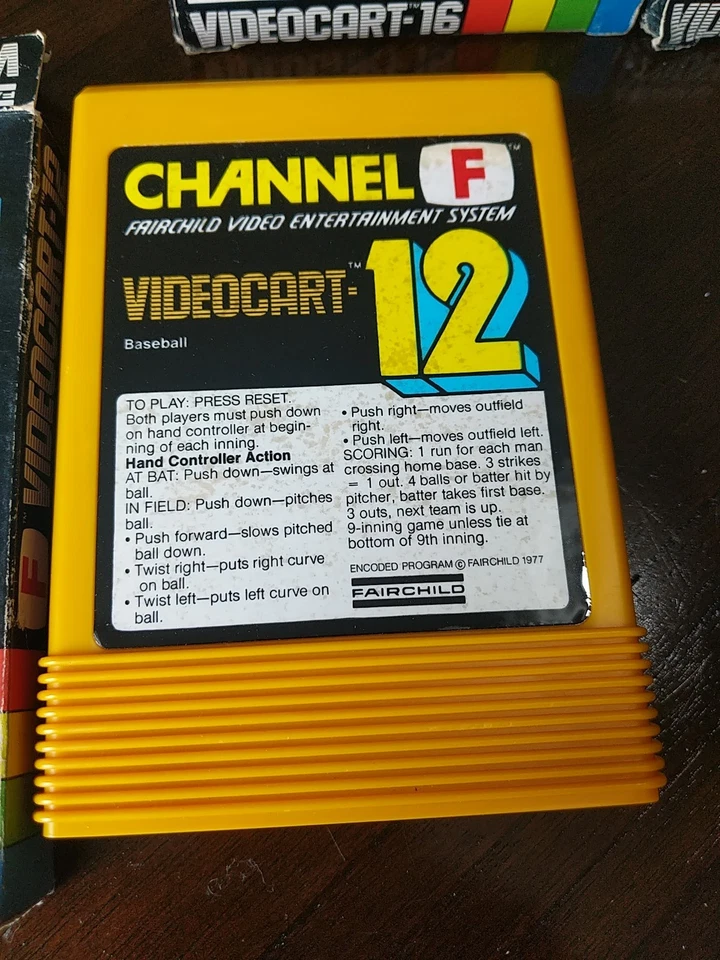 VIDEOCART™-16
CHANNEL F™
FAIRCHILD VIDEO ENTERTAINMENT SYSTEM
VIDEOCART™-12
Baseball
TO PLAY: PRESS RESET.
Both players must push down
on hand controller at begin-
ning of each inning.
Hand Controller Action
AT BAT: Push down—swings at
ball.
IN FIELD: Push down—pitches
ball.
• Push forward—slows pitched
ball down.
• Twist right—puts right curve
on ball.
• Twist left—puts left curve on
ball.
• Push right—moves outfield
right.
• Push left—moves outfield left.
SCORING: 1 run for each man
crossing home base. 3 strikes
= 1 out. 4 balls or batter hit by
pitcher, batter takes first base.
3 outs, next team is up.
9-inning game unless tie at
bottom of 9th inning.
ENCODED PROGRAM © FAIRCHILD 1977
FAIRCHILD
F VIDEOCART-12